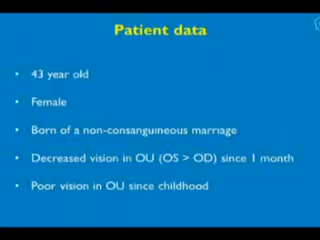 Patient data
• 43 year old
• Female
• Born of a non-consanguineous marriage
• Decreased vision in OU (OS > OD) since 1 month
• Poor vision in OU since childhood